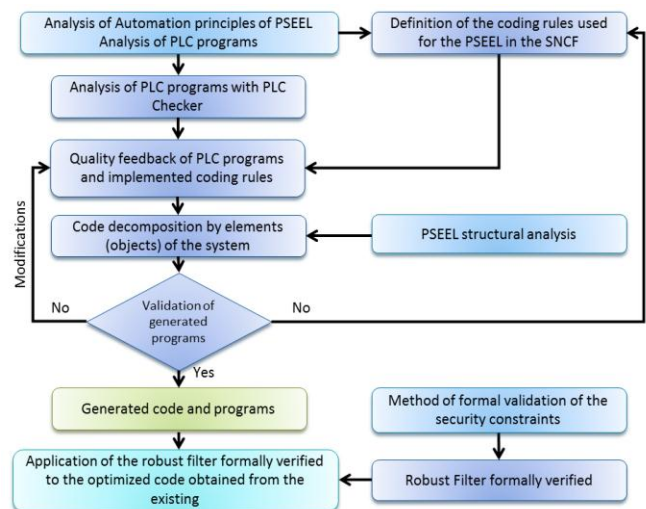 Analysis of Automation principles of PSEEL
Analysis of PLC programs
Definition of the coding rules used
for the PSEEL in the SNCF
Analysis of PLC programs with PLC
Checker
Quality feedback of PLC programs
and implemented coding rules
Modifications
Code decomposition by elements
(objects) of the system
PSEEL structural analysis
No
Validation of
generated
programs
No
Yes
Generated code and programs
Method of formal validation of the
security constraints
Application of the robust filter formally verified
to the optimized code obtained from the
existing
Robust Filter formally verified